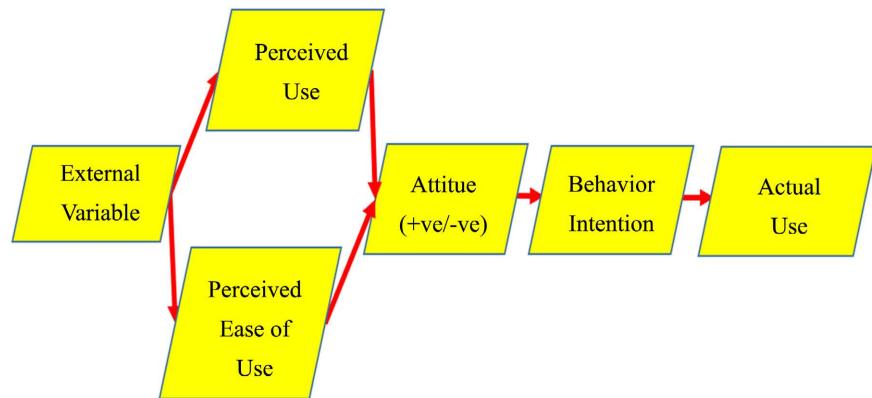 External
Variable
Perceived
Use
Perceived
Ease of
Use
Attitue
(+ve/-ve)
Behavior
Intention
Actual
Use